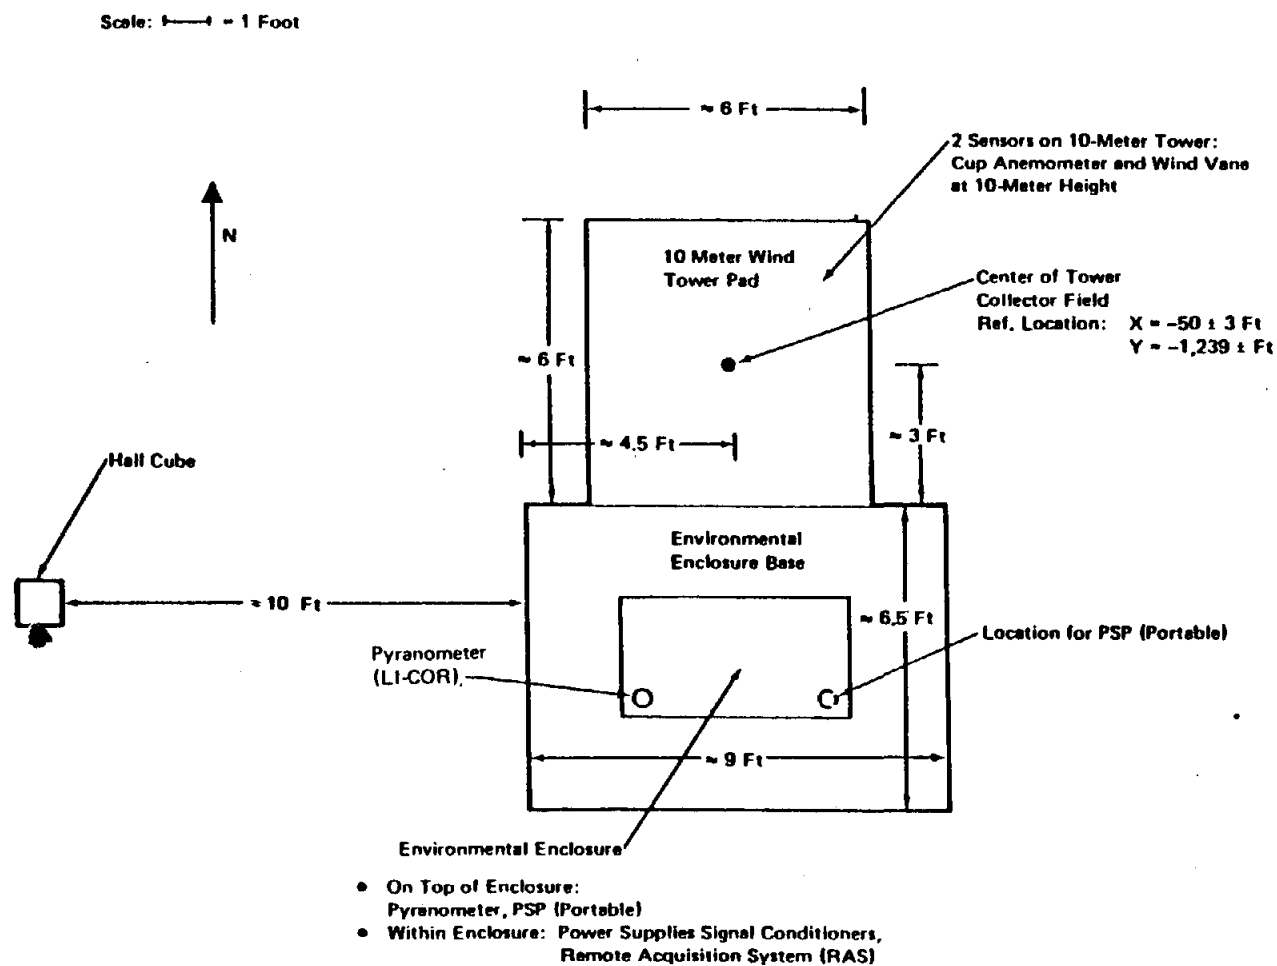 Scale: = 1 Foot
≈ 6 Ft
2 Sensors on 10-Meter Tower:
Cup Anemometer and Wind Vane
at 10-Meter Height
N
10 Meter Wind
Tower Pad
Center of Tower
Collector Field
Ref. Location: X = -50 ± 3 Ft
Y = -1,239 ± Ft
≈ 6 Ft
≈ 4.5 Ft
≈ 3 Ft
Half Cube
Environmental
Enclosure Base
≈ 10 Ft
≈ 6.5 Ft
Location for PSP (Portable)
Pyranometer
(LI-COR),
≈ 9 Ft
Environmental Enclosure
● On Top of Enclosure:
Pyranometer, PSP (Portable)
● Within Enclosure: Power Supplies Signal Conditioners,
Remote Acquisition System (RAS)